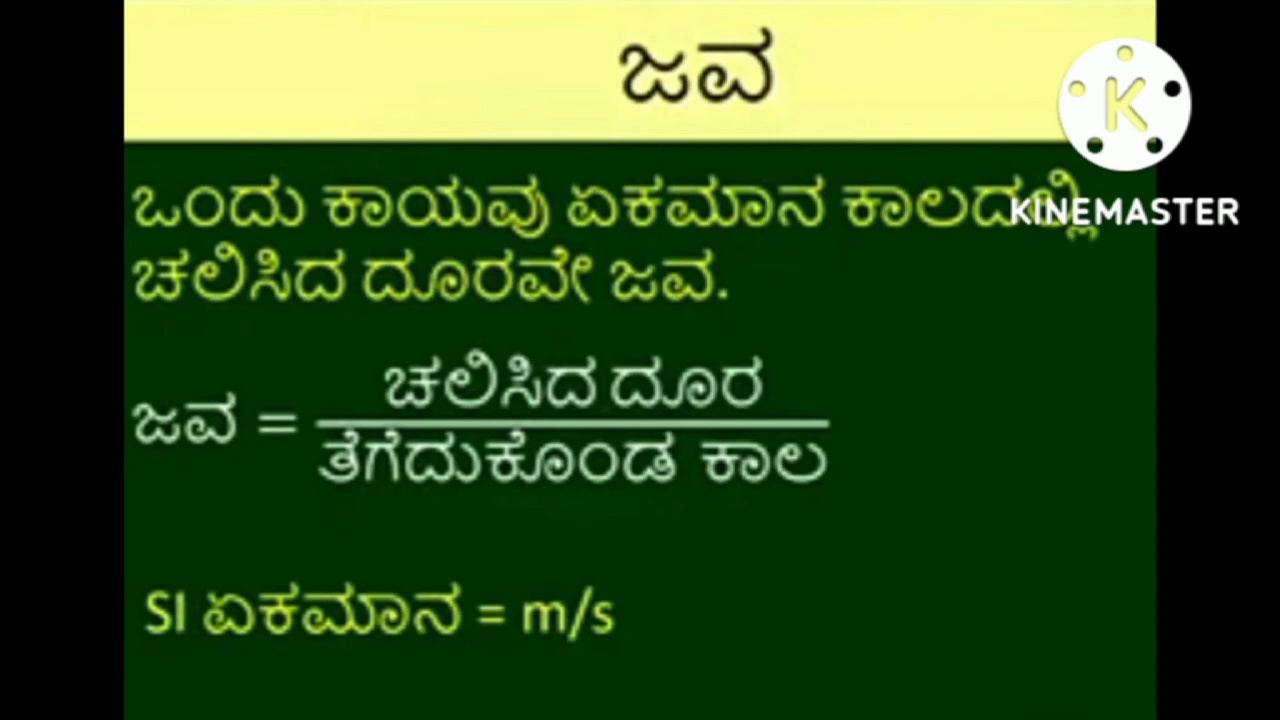 ಜವ
K
KINEMASTER
ಒಂದು ಕಾಯವು ಏಕಮಾನ ಕಾಲದಲ್ಲಿ
ಚಲಿಸಿದ ದೂರವೇ ಜವ.
ಚಲಿಸಿದ ದೂರ
ಜವ =
ತೆಗೆದುಕೊಂಡ ಕಾಲ
SI ಏಕಮಾನ = m/s